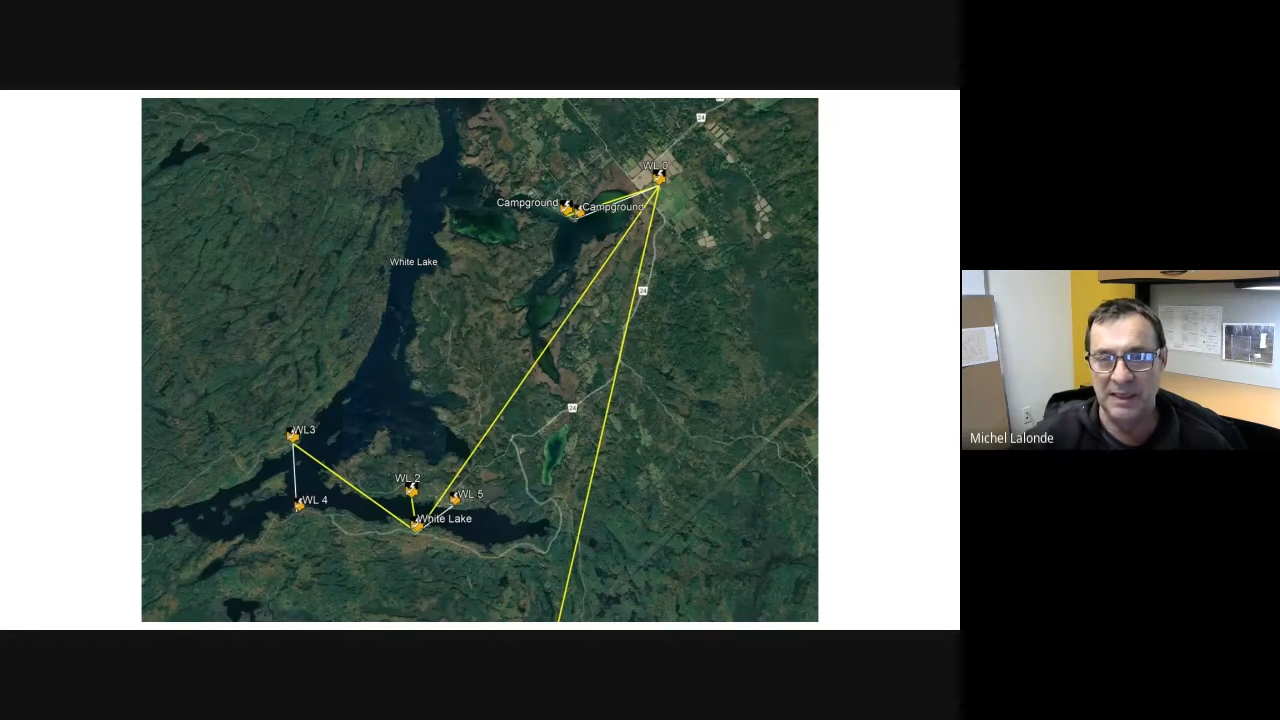 24
WL 0
Campground
Campground
White Lake
24
24
WL3
WL 2
WL 5
WL 4
White Lake
Michel Lalonde